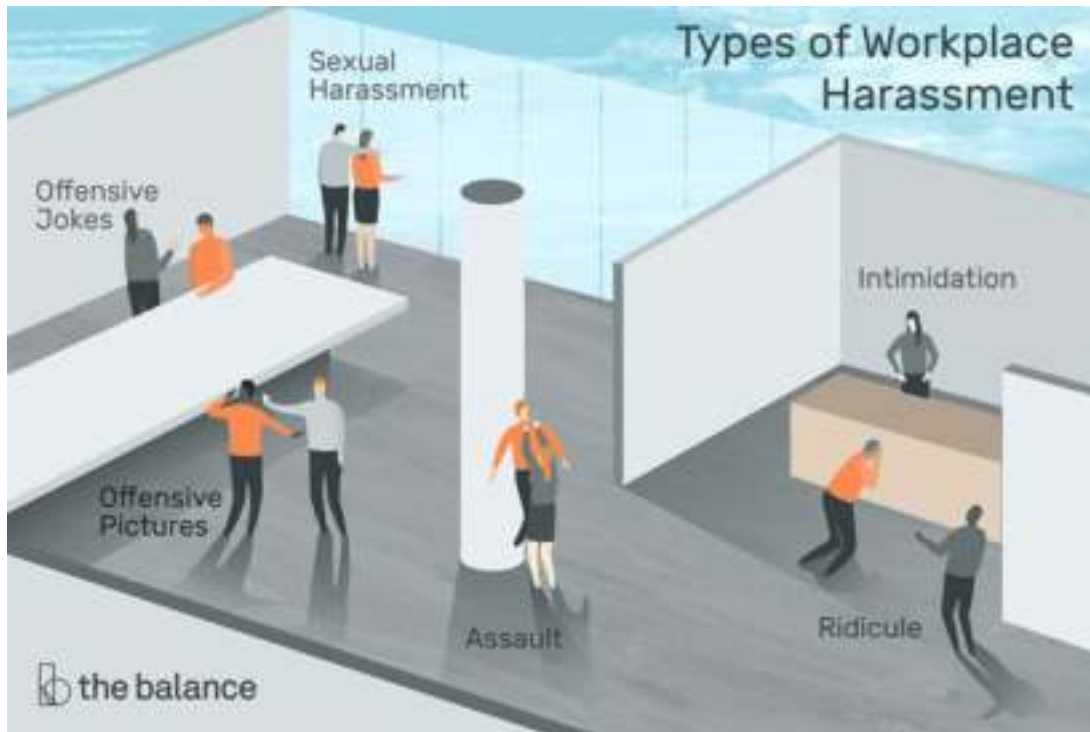 Types of Workplace
Harassment
Sexual
Harassment
Offensive
Jokes
Intimidation
Offensive
Pictures
Assault
Ridicule
the balance